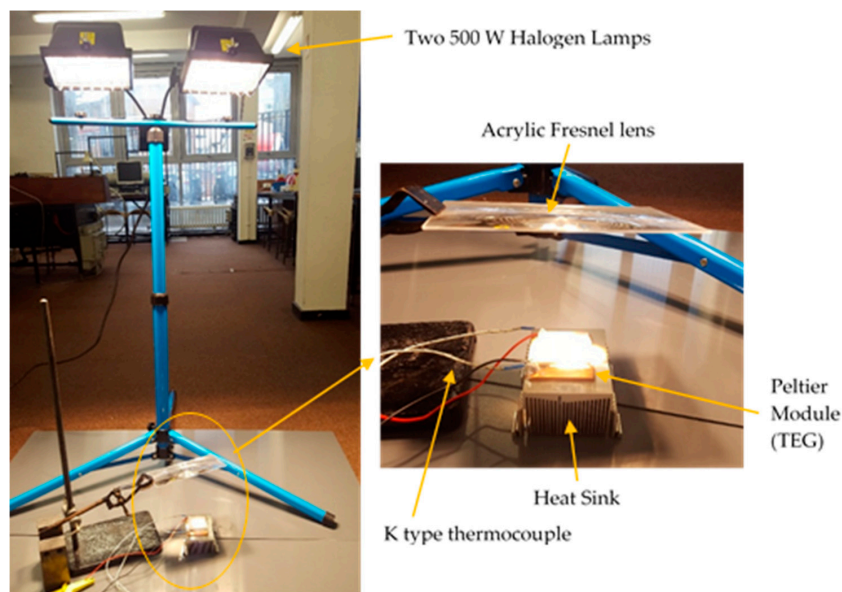 Two 500 W Halogen Lamps
Acrylic Fresnel lens
Peltier
Module
(TEG)
Heat Sink
K type thermocouple